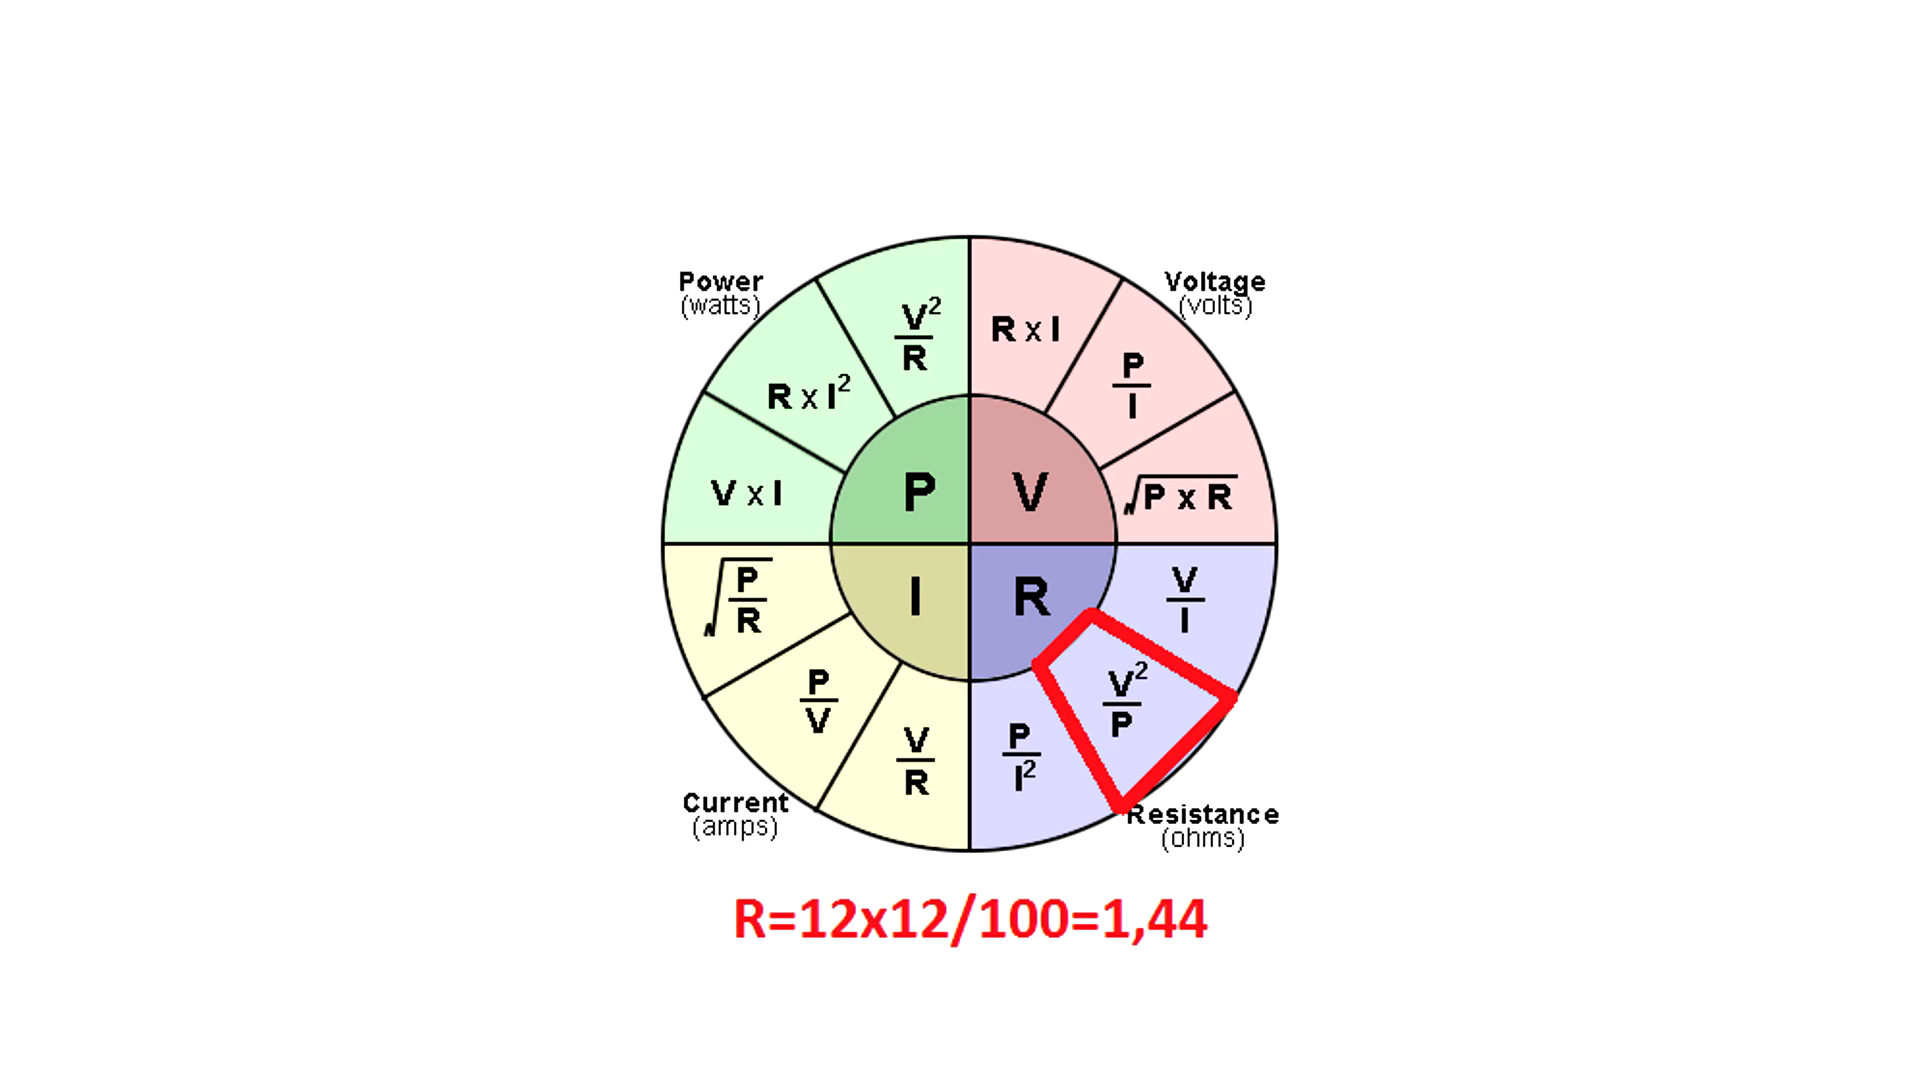 Power
(watts)
Voltage
(volts)
V²
R
R x I
P
I
R x I²
V x I
√P x R
P
V
I
R
√P
R
V
I
P
V
V²
P
V
R
P
I²
Current
(amps)
Resistance
(ohms)
R=12x12/100=1,44